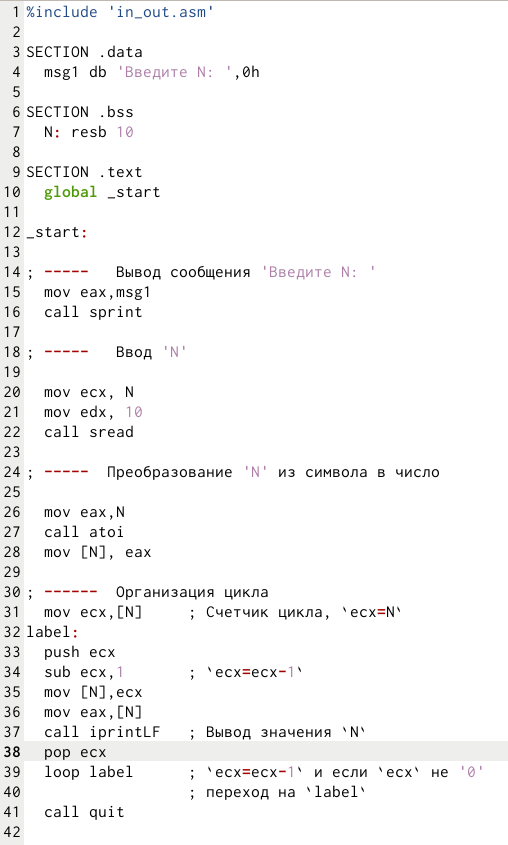 1 %include 'in_out.asm'
2
3 SECTION .data
4   msg1 db 'Введите N: ',0h
5
6 SECTION .bss
7   N: resb 10
8
9 SECTION .text
10   global _start
11
12 _start:
13
14 ; -----   Вывод сообщения 'Введите N: '
15   mov eax,msg1
16   call sprint
17
18 ; -----   Ввод 'N'
19
20   mov ecx, N
21   mov edx, 10
22   call sread
23
24 ; -----  Преобразование 'N' из символа в число
25
26   mov eax,N
27   call atoi
28   mov [N], eax
29
30 ; ------  Организация цикла
31   mov ecx,[N]     ; Счетчик цикла, `ecx=N`
32 label:
33   push ecx
34   sub ecx,1       ; `ecx=ecx-1`
35   mov [N],ecx
36   mov eax,[N]
37   call iprintLF   ; Вывод значения `N`
38   pop ecx
39   loop label      ; `ecx=ecx-1` и если `ecx` не '0'
40                   ; переход на `label`
41   call quit
42